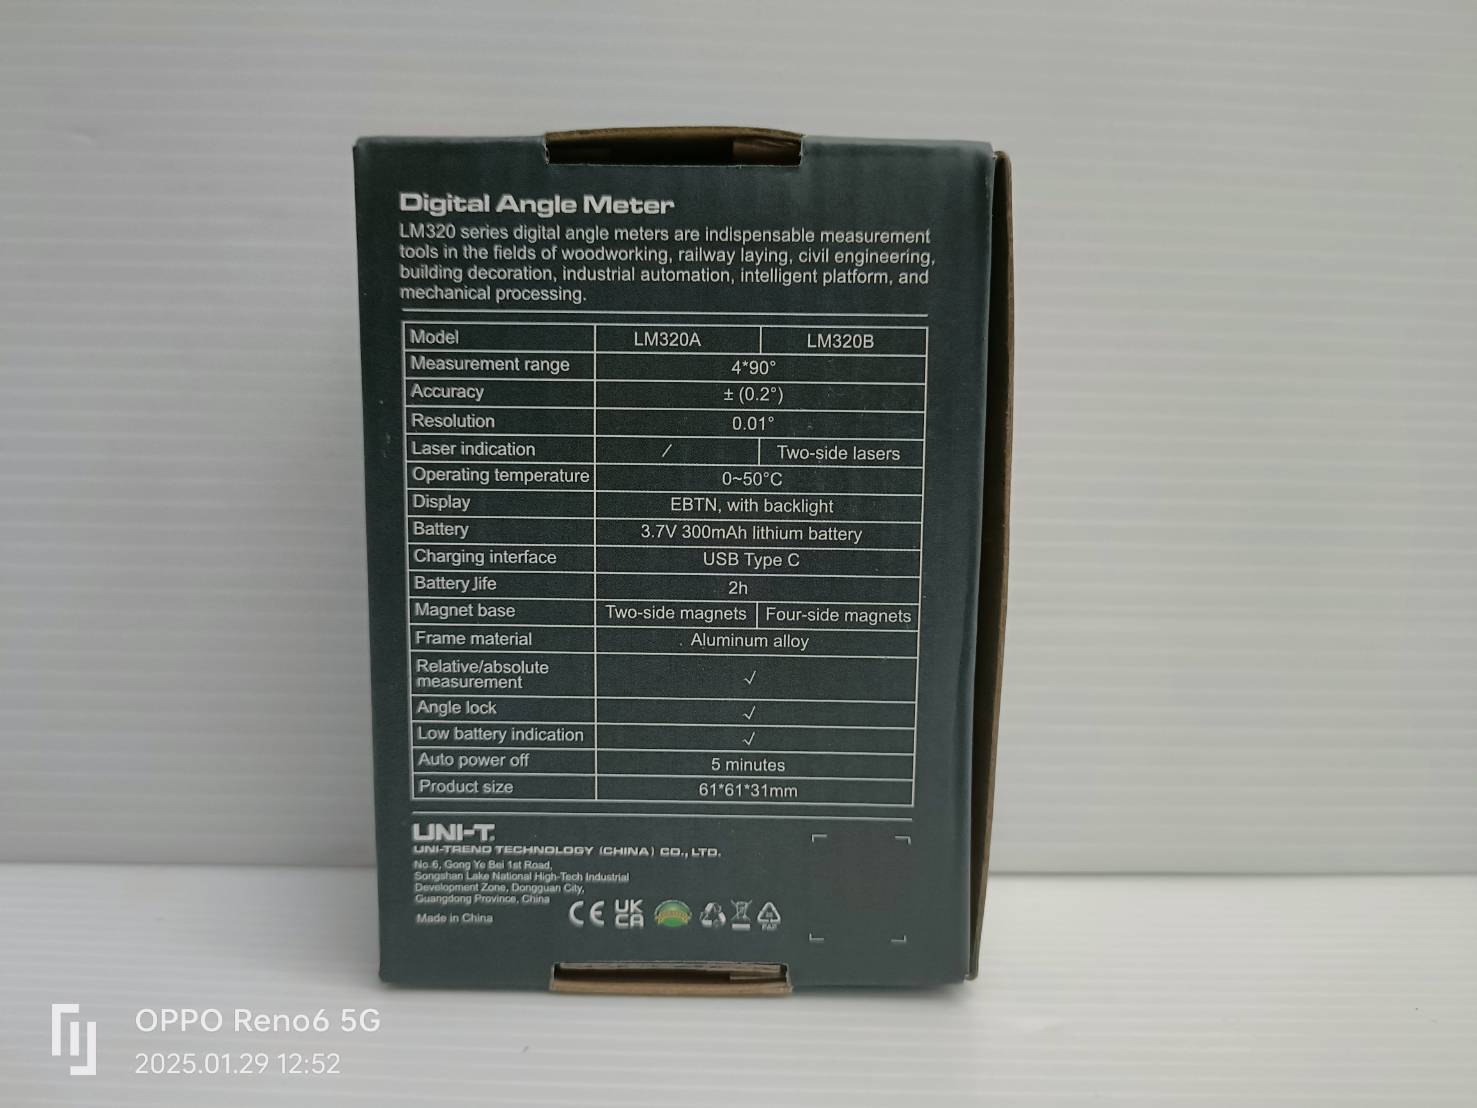 Digital Angle Meter
LM320 series digital angle meters are indispensable measurement
tools in the fields of woodworking, railway laying, civil engineering,
building decoration, industrial automation, intelligent platform, and
mechanical processing.
Model LM320A LM320B
Measurement range 4*90°
Accuracy ± (0.2°)
Resolution 0.01°
Laser indication / Two-side lasers
Operating temperature 0~50°C
Display EBTN, with backlight
Battery 3.7V 300mAh lithium battery
Charging interface USB Type C
Battery life 2h
Magnet base Two-side magnets Four-side magnets
Frame material Aluminum alloy
Relative/absolute
measurement √
Angle lock √
Low battery indication √
Auto power off 5 minutes
Product size 61*61*31mm
UNI-T.
UNI-TREND TECHNOLOGY (CHINA) CO., LTD.
No.6, Gong Ye Bei 1st Road,
Songshan Lake National High-Tech Industrial
Development Zone, Dongguan City,
Guangdong Province, China
Made in China
CE UK
CA
PAP
OPPO Reno6 5G
2025.01.29 12:52